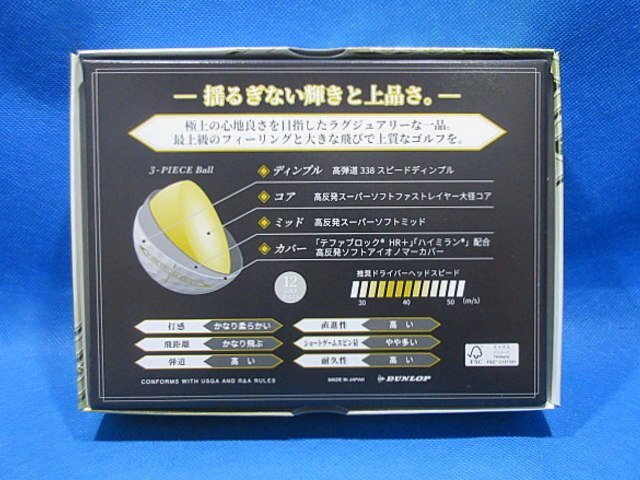 揺るぎない輝きと上品さ。
極上の心地良さを目指したラグジュアリーな一品。
最上級のフィーリングと大きな飛びで上質なゴルフを。
3-PIECE Ball
ディンプル 高弾道 338 スピードディンプル
コア 高反発スーパーソフトファストレイヤー大径コア
ミッド 高反発スーパーソフトミッド
カバー 「テファブロック® HR+」「ハイミラン®」配合
高反発ソフトアイオノマーカバー
12
推奨ドライバーヘッドスピード
30 40 50 (m/s)
打感 かなり柔らかい 直進性 高い
飛距離 かなり飛ぶ ショートゲームスピン量 やや多い
弾道 高い 耐久性 高い
FSC
ミックス
CONFORMS WITH USGA AND R&A RULES
MADE IN JAPAN
DUNLOP